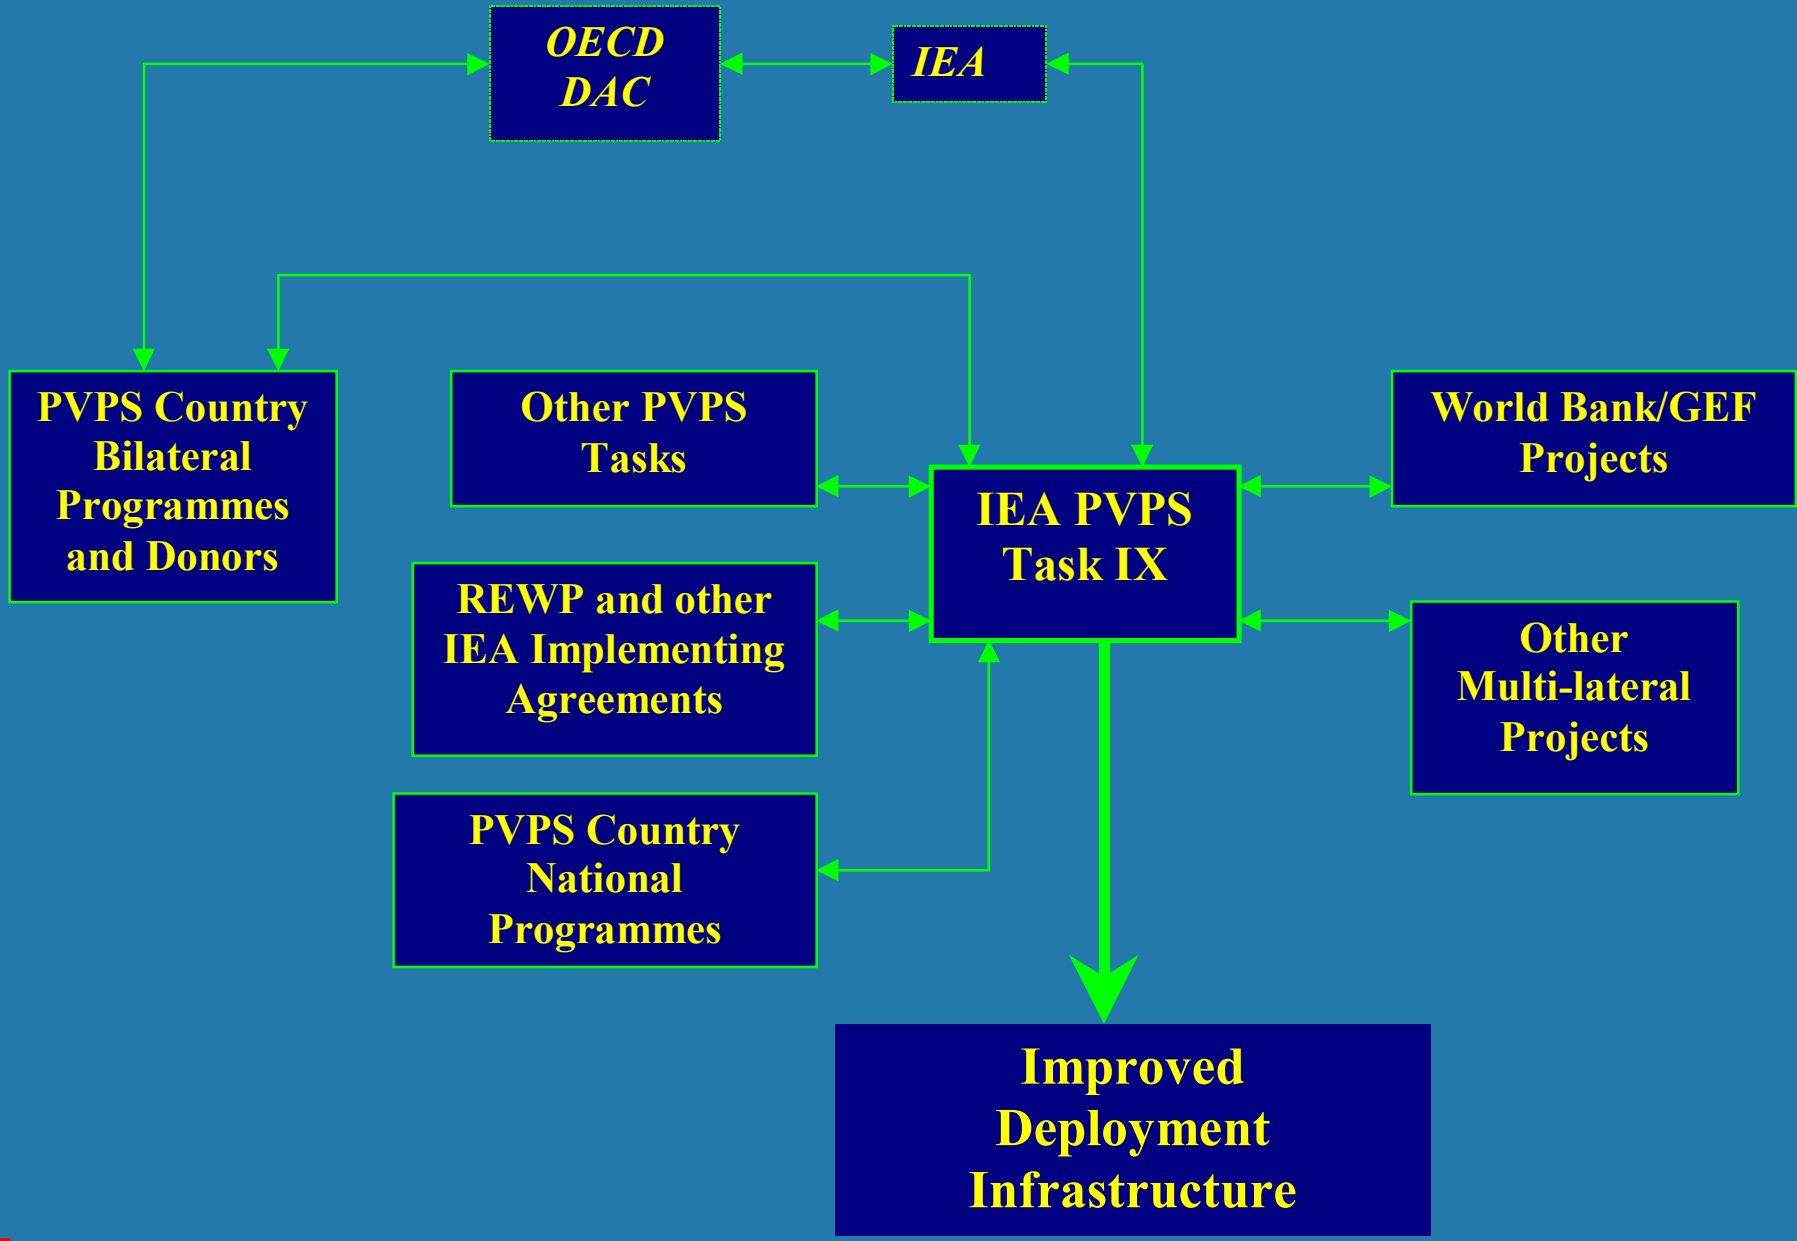 OECD
DAC
IEA
PVPS Country
Bilateral
Programmes
and Donors
Other PVPS
Tasks
World Bank/GEF
Projects
IEA PVPS
Task IX
REWP and other
IEA Implementing
Agreements
Other
Multi-lateral
Projects
PVPS Country
National
Programmes
Improved
Deployment
Infrastructure